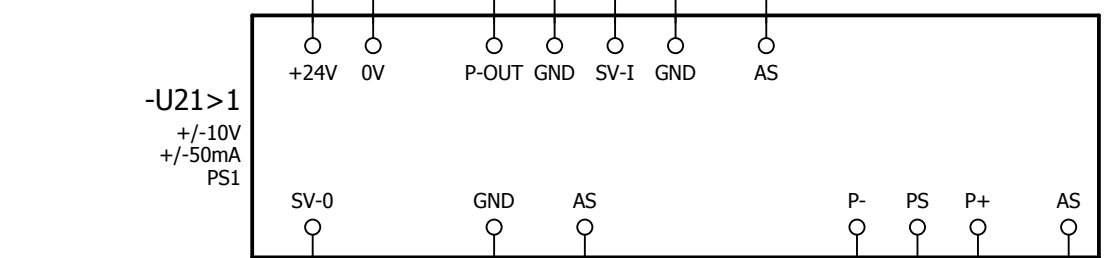 +24V 0V P-OUT GND SV-I GND AS
-U21>1
+/-10V
+/-50mA
PS1
SV-0 GND AS P- PS P+ AS